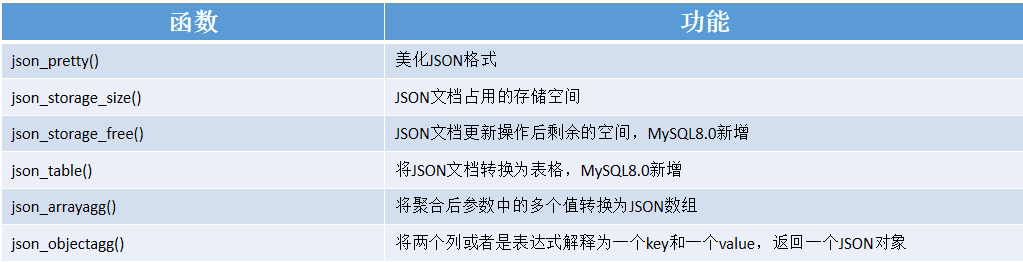 函数 功能
json_pretty() 美化JSON格式
json_storage_size() JSON文档占用的存储空间
json_storage_free() JSON文档更新操作后剩余的空间，MySQL8.0新增
json_table() 将JSON文档转换为表格，MySQL8.0新增
json_arrayagg() 将聚合后参数中的多个值转换为JSON数组
json_objectagg() 将两个列或者是表达式解释为一个key和一个value，返回一个JSON对象